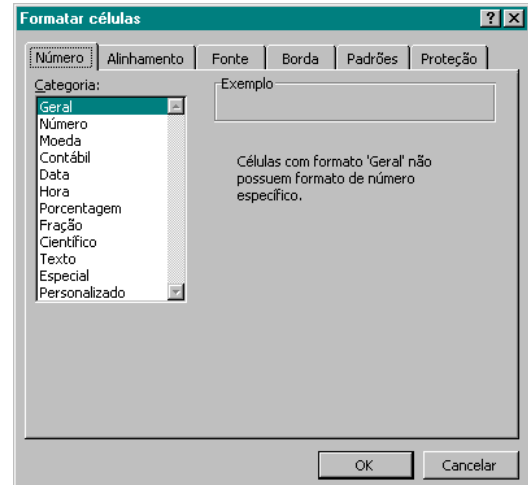 Formatar células
Número Alinhamento Fonte Borda Padrões Proteção
Categoria:
Geral
Número
Moeda
Contábil
Data
Hora
Porcentagem
Fração
Científico
Texto
Especial
Personalizado
Exemplo
Células com formato 'Geral' não
possuem formato de número
específico.
OK Cancelar